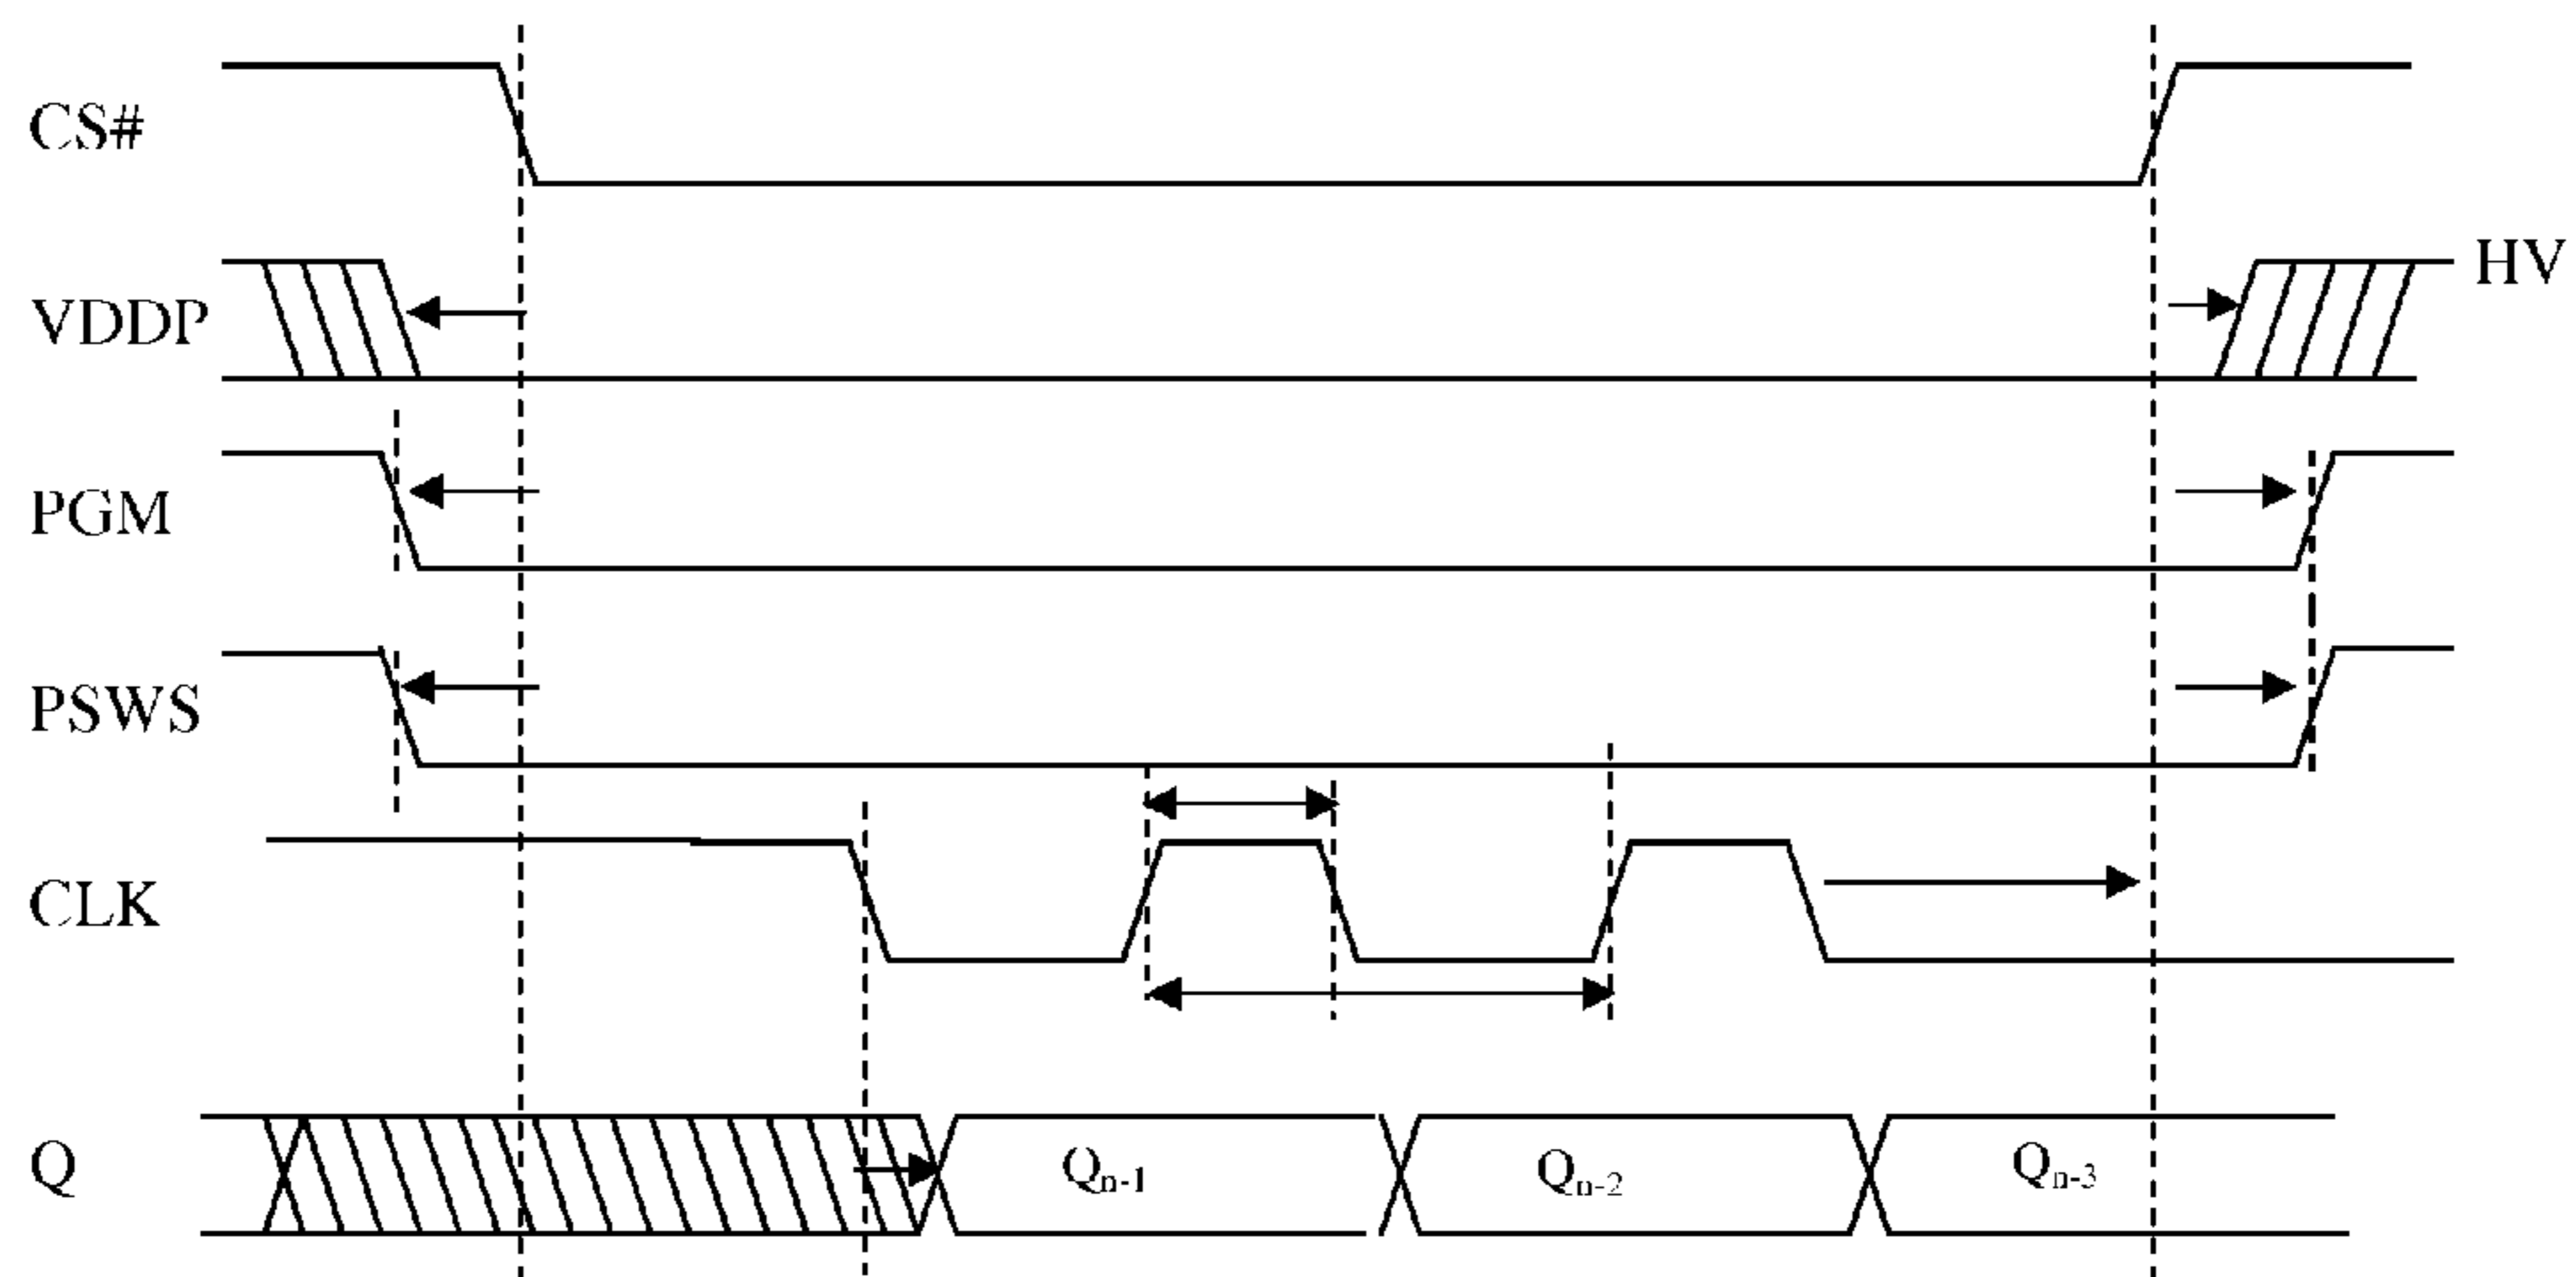 CS#
HV
VDDP
PGM
PSWS
CLK
Q
Qn-1
Qn-2
Qn-3